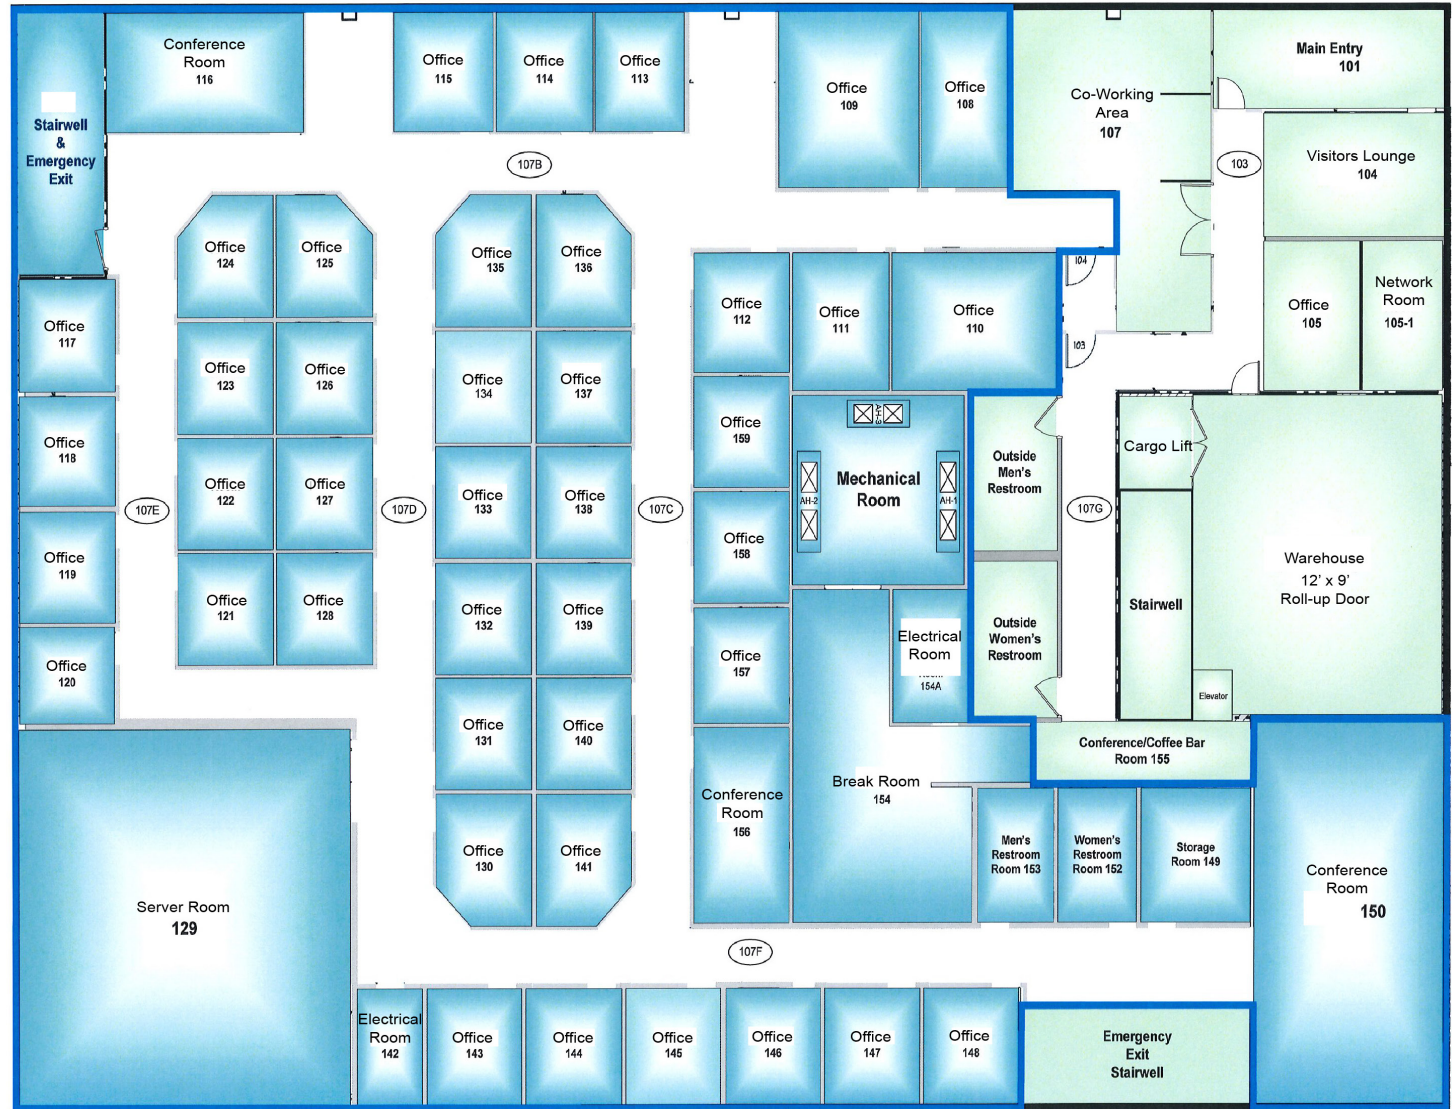 Conference
Room
116
Office
115
Office
114
Office
113
Office
109
Office
108
Co-Working
Area
107
Main Entry
101
Stairwell
&
Emergency
Exit
107B
103
Visitors Lounge
104
Office
124
Office
125
Office
135
Office
136
104
Office
112
Office
111
Office
110
Office
105
Network
Room
105-1
Office
117
Office
123
Office
126
Office
134
Office
137
103
Office
118
Office
159
AH-3
Mechanical
Room
AH-2
AH-1
Outside
Men's
Restroom
Cargo Lift
107E
Office
122
Office
127
107D
Office
133
Office
138
107C
107G
Office
119
Office
158
Warehouse
12' x 9'
Roll-up Door
Office
121
Office
128
Office
132
Office
139
Stairwell
Office
120
Office
157
Electrical
Room
154A
Outside
Women's
Restroom
Elevator
Office
131
Office
140
Conference/Coffee Bar
Room 155
Conference
Room
156
Break Room
154
Office
130
Office
141
Men's
Restroom
Room 153
Women's
Restroom
Room 152
Storage
Room 149
Conference
Room
150
Server Room
129
107F
Electrical
Room
142
Office
143
Office
144
Office
145
Office
146
Office
147
Office
148
Emergency
Exit
Stairwell